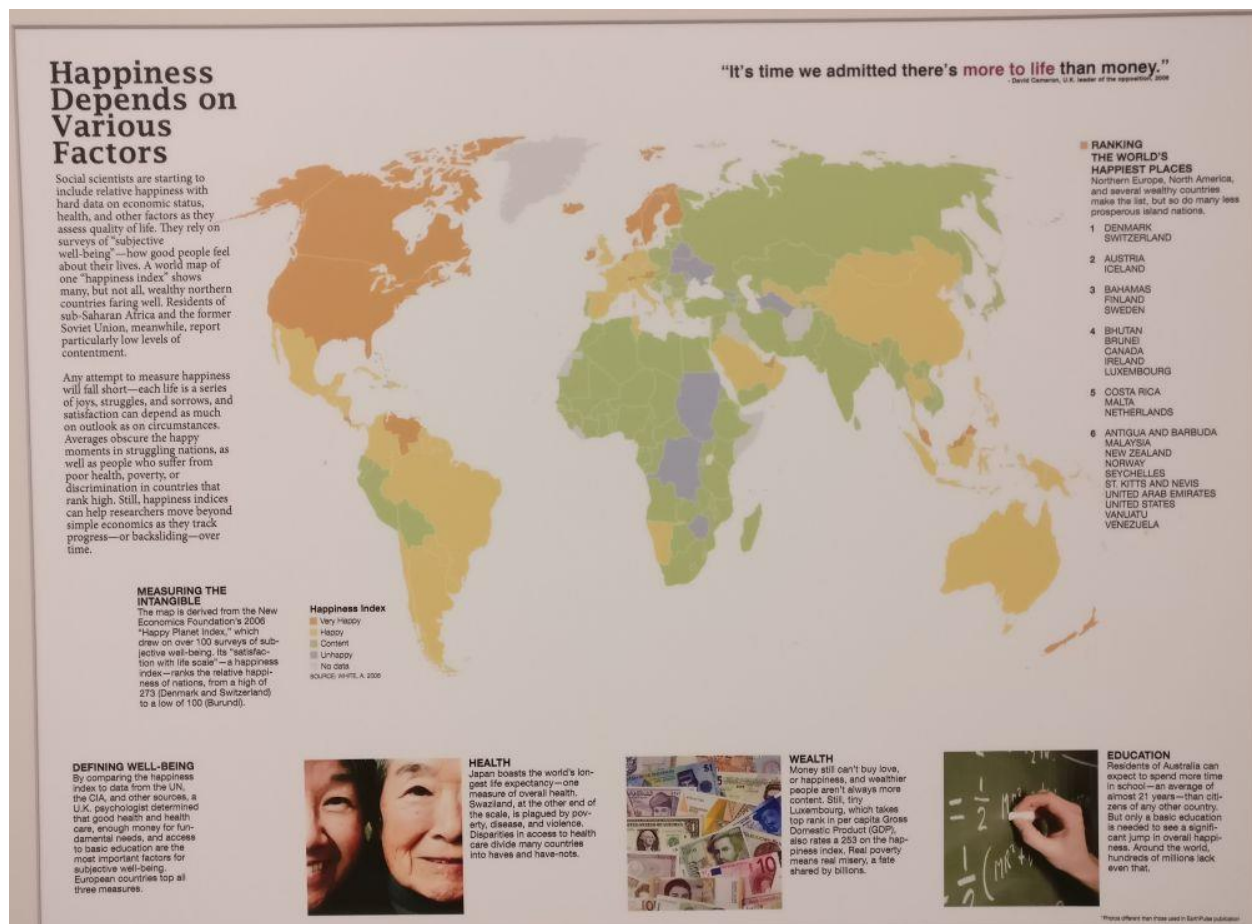 Happiness
Depends on
Various
Factors
Social scientists are starting to
include relative happiness with
hard data on economic status,
health, and other factors as they
assess quality of life. They rely on
surveys of "subjective
well-being"—how good people feel
about their lives. A world map of
one "happiness index" shows
many, but not all, wealthy northern
countries faring well. Residents of
sub-Saharan Africa and the former
Soviet Union, meanwhile, report
particularly low levels of
contentment.
Any attempt to measure happiness
will fall short—each life is a series
of joys, struggles, and sorrows, and
satisfaction can depend as much
on outlook as on circumstances.
Averages obscure the happy
moments in struggling nations, as
well as people who suffer from
poor health, poverty, or
discrimination in countries that
rank high. Still, happiness indices
can help researchers move beyond
simple economics as they track
progress—or backsliding—over
time.
"It's time we admitted there's more to life than money."
- David Cameron, U.K. leader of the opposition, 2006
RANKING
THE WORLD'S
HAPPIEST PLACES
Northern Europe, North America,
and several wealthy countries
make the list, but so do many less
prosperous island nations.
1 DENMARK
SWITZERLAND
2 AUSTRIA
ICELAND
3 BAHAMAS
FINLAND
SWEDEN
4 BHUTAN
BRUNEI
CANADA
IRELAND
LUXEMBOURG
5 COSTA RICA
MALTA
NETHERLANDS
6 ANTIGUA AND BARBUDA
MALAYSIA
NEW ZEALAND
NORWAY
SEYCHELLES
ST. KITTS AND NEVIS
UNITED ARAB EMIRATES
UNITED STATES
VANUATU
VENEZUELA
MEASURING THE
INTANGIBLE
The map is derived from the New
Economics Foundation's 2006
"Happy Planet Index," which
drew on over 100 surveys of sub-
jective well-being. Its "satisfac-
tion with life scale"—a happiness
index—ranks the relative happi-
ness of nations, from a high of
273 (Denmark and Switzerland)
to a low of 100 (Burundi).
Happiness Index
Very Happy
Happy
Content
Unhappy
No data
SOURCE: WHITE, A. 2006
DEFINING WELL-BEING
By comparing the happiness
index to data from the UN,
the CIA, and other sources, a
U.K. psychologist determined
that good health and health
care, enough money for fun-
damental needs, and access
to basic education are the
most important factors for
subjective well-being.
European countries top all
three measures.
HEALTH
Japan boasts the world's lon-
gest life expectancy—one
measure of overall health.
Swaziland, at the other end of
the scale, is plagued by pov-
erty, disease, and violence.
Disparities in access to health
care divide many countries
into haves and have-nots.
WEALTH
Money still can't buy love,
or happiness, and wealthier
people aren't always more
content. Still, tiny
Luxembourg, which takes
top rank in per capita Gross
Domestic Product (GDP),
also rates a 253 on the hap-
piness index. Real poverty
means real misery, a fate
shared by billions.
EDUCATION
Residents of Australia can
expect to spend more time
in school—an average of
almost 21 years—than citi-
zens of any other country.
But only a basic education
is needed to see a signifi-
cant jump in overall happi-
ness. Around the world,
hundreds of millions lack
even that.
*Photos different than those used in EarthPulse publication